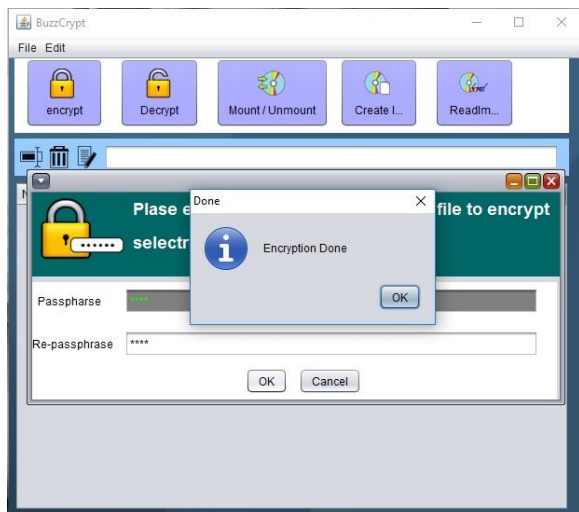 BuzzCrypt
File Edit
encrypt
Decrypt
Mount / Unmount
Create I...
ReadIm...
Plase e
file to encrypt
selectr
Done
Encryption Done
OK
Passpharse
****
Re-passphrase
****
OK
Cancel